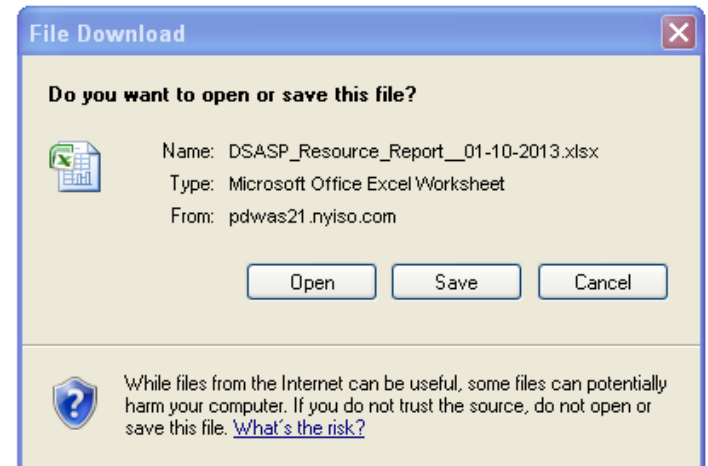 File Download
Do you want to open or save this file?
Name: DSASP_Resource_Report__01-10-2013.xlsx
Type: Microsoft Office Excel Worksheet
From: pdwas21.nyiso.com
Open Save Cancel
While files from the Internet can be useful, some files can potentially
harm your computer. If you do not trust the source, do not open or
save this file. What's the risk?